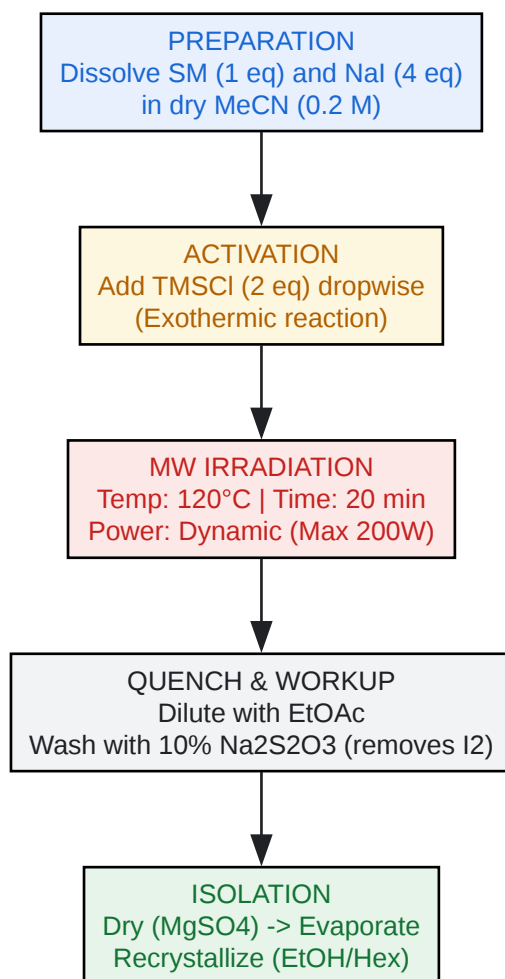 PREPARATION
Dissolve SM (1 eq) and NaI (4 eq)
in dry MeCN (0.2 M)
ACTIVATION
Add TMSCl (2 eq) dropwise
(Exothermic reaction)
MW IRRADIATION
Temp: 120°C | Time: 20 min
Power: Dynamic (Max 200W)
QUENCH & WORKUP
Dilute with EtOAc
Wash with 10% Na2S2O3 (removes I2)
ISOLATION
Dry (MgSO4) -> Evaporate
Recrystallize (EtOH/Hex)